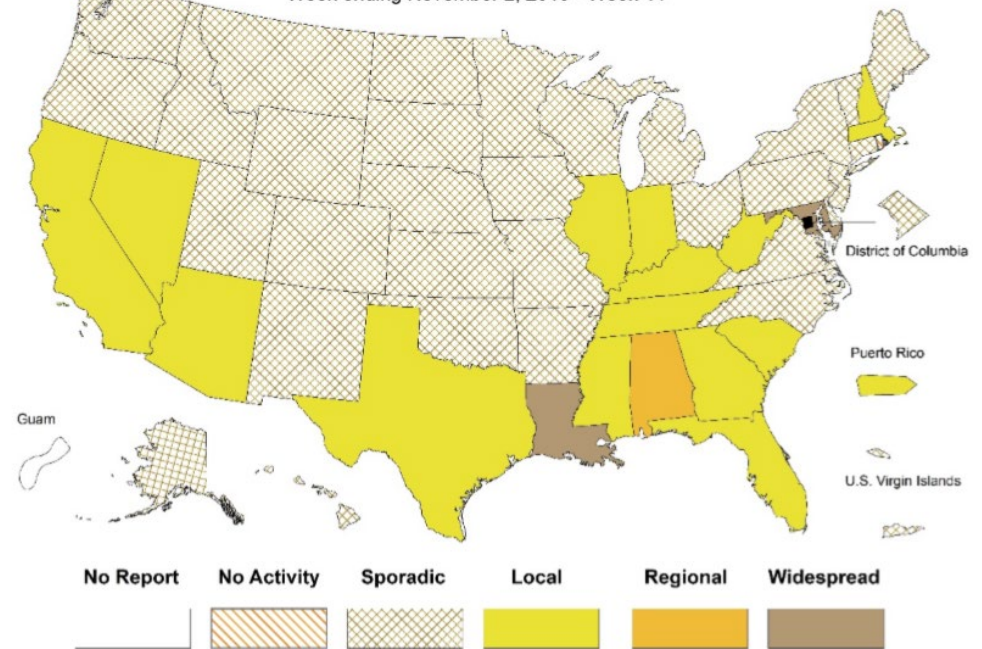 District of Columbia
Puerto Rico
Guam
U.S. Virgin Islands
No Report
No Activity
Sporadic
Local
Regional
Widespread